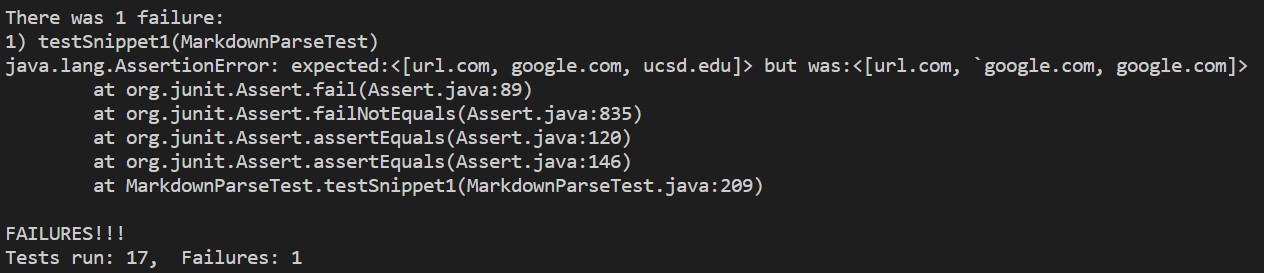 There was 1 failure:
1) testSnippet1(MarkdownParseTest)
java.lang.AssertionError: expected:<[url.com, google.com, ucsd.edu]> but was:<[url.com, `google.com, google.com]>
        at org.junit.Assert.fail(Assert.java:89)
        at org.junit.Assert.failNotEquals(Assert.java:835)
        at org.junit.Assert.assertEquals(Assert.java:120)
        at org.junit.Assert.assertEquals(Assert.java:146)
        at MarkdownParseTest.testSnippet1(MarkdownParseTest.java:209)

FAILURES!!!
Tests run: 17,  Failures: 1